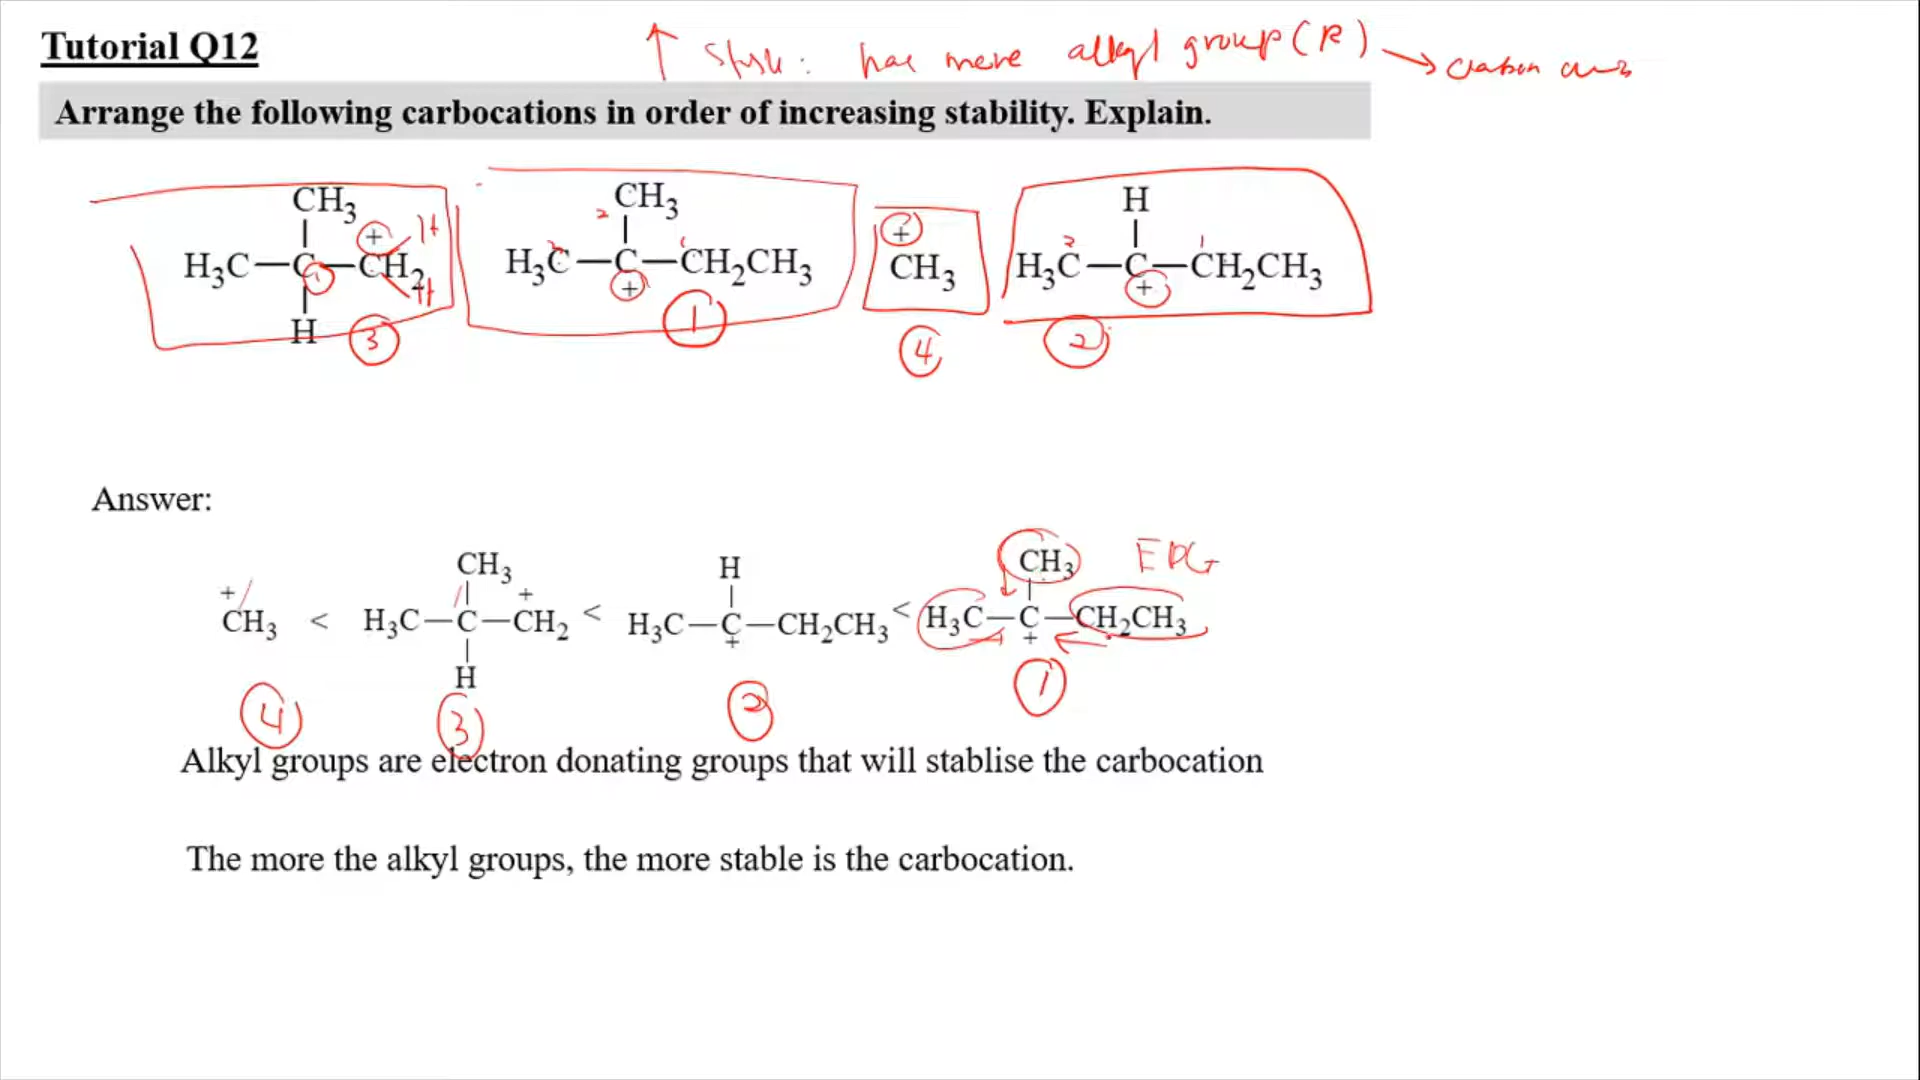 Tutorial Q12
↑ : has more alkyl group (R) →
Arrange the following carbocations in order of increasing stability. Explain.
CH₃ CH₃ + H
H₃C—C—CH₂ + H H H₃C—C—CH₂CH₃ CH₃ H₃C—C—CH₂CH₃
H + +
3 1 4 2
Answer:
CH₃ H CH₃ EDG
+ +
CH₃ < H₃C—C—CH₂ < H₃C—C—CH₂CH₃ < H₃C—C—CH₂CH₃
H + +
4 3 2 1
Alkyl groups are electron donating groups that will stablise the carbocation
The more the alkyl groups, the more stable is the carbocation.